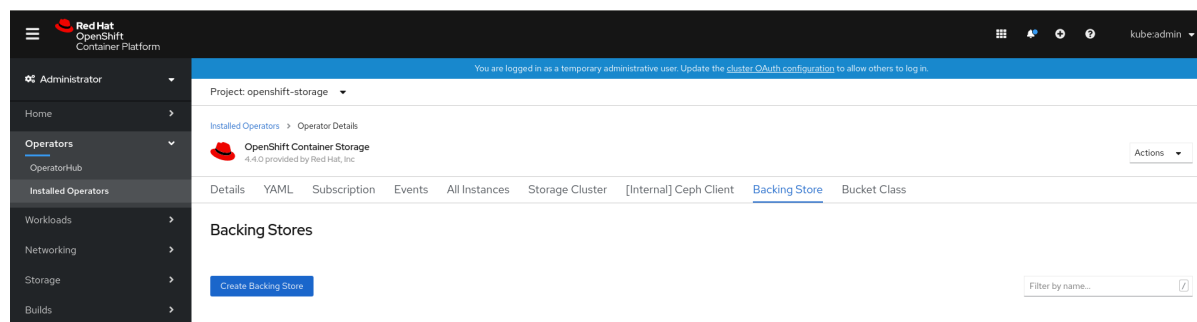 Red Hat
OpenShift
Container Platform
kube:admin
Administrator
You are logged in as a temporary administrative user. Update the cluster OAuth configuration to allow others to log in.
Project: openshift-storage
Home
Installed Operators > Operator Details
Operators
OpenShift Container Storage
4.4.0 provided by Red Hat, Inc
Actions
OperatorHub
Installed Operators
Details YAML Subscription Events All Instances Storage Cluster [Internal] Ceph Client Backing Store Bucket Class
Workloads
Backing Stores
Networking
Storage
Create Backing Store
Filter by name...
/
Builds